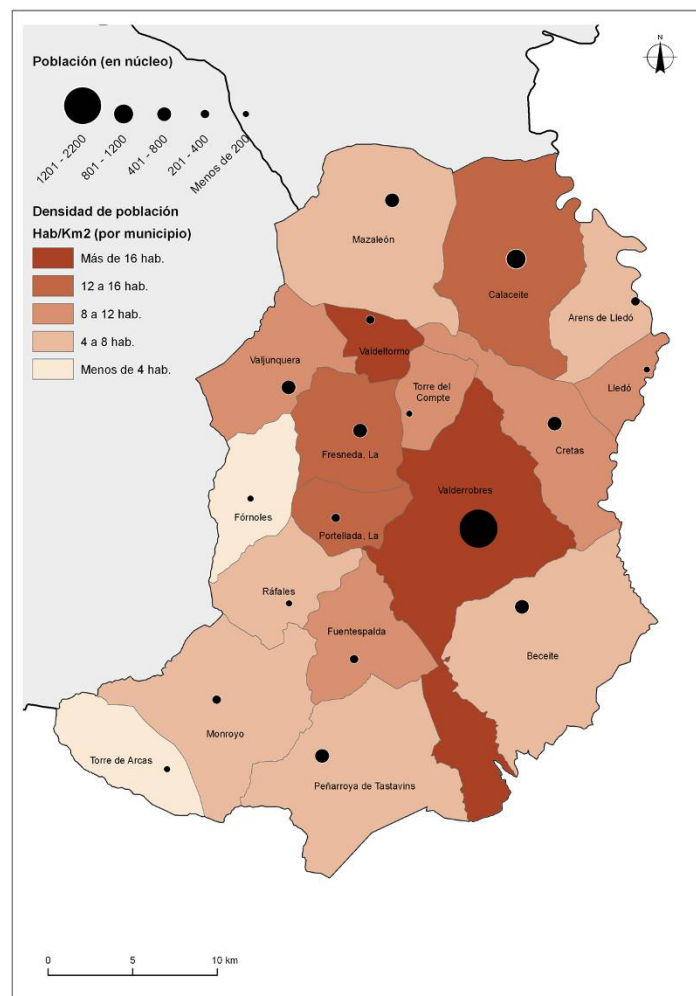 N
Población (en núcleo)
1201 - 2200
801 - 1200
401 - 800
201 - 400
Menos de 200
Densidad de población
Hab/Km2 (por municipio)
Más de 16 hab.
12 a 16 hab.
8 a 12 hab.
4 a 8 hab.
Menos de 4 hab.
Mazaleón
Calaceite
Arens de Lledó
Valdeltormo
Valjunquera
Torre del
Compte
Lledó
Fresneda, La
Cretas
Valderrobres
Fórnoles
Portellada, La
Ráfales
Fuentespalda
Beceite
Monroyo
Torre de Arcas
Peñarroya de Tastavins
0
5
10 km